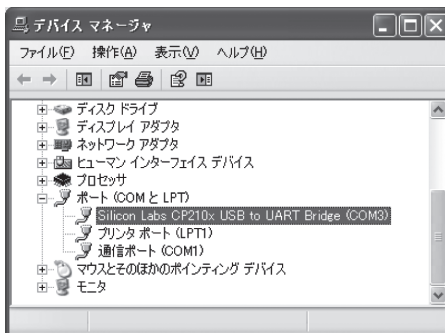 デバイス マネージャ
ファイル(F) 操作(A) 表示(V) ヘルプ(H)
ディスク ドライブ
ディスプレイ アダプタ
ネットワーク アダプタ
ヒューマン インターフェイス デバイス
プロセッサ
ポート (COM と LPT)
Silicon Labs CP210x USB to UART Bridge (COM3)
プリンタ ポート (LPT1)
通信ポート (COM1)
マウスとそのほかのポインティング デバイス
モニタ